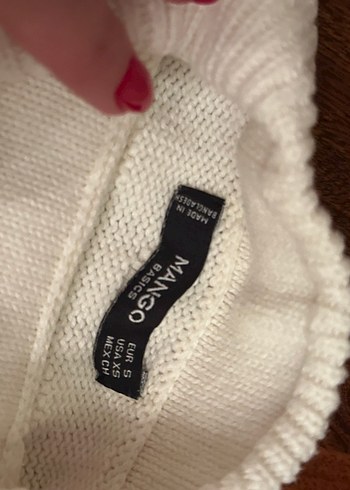 MANGO
BASICS
EUR S
USA XS
MEX CH
MADE IN
BANGLADESH